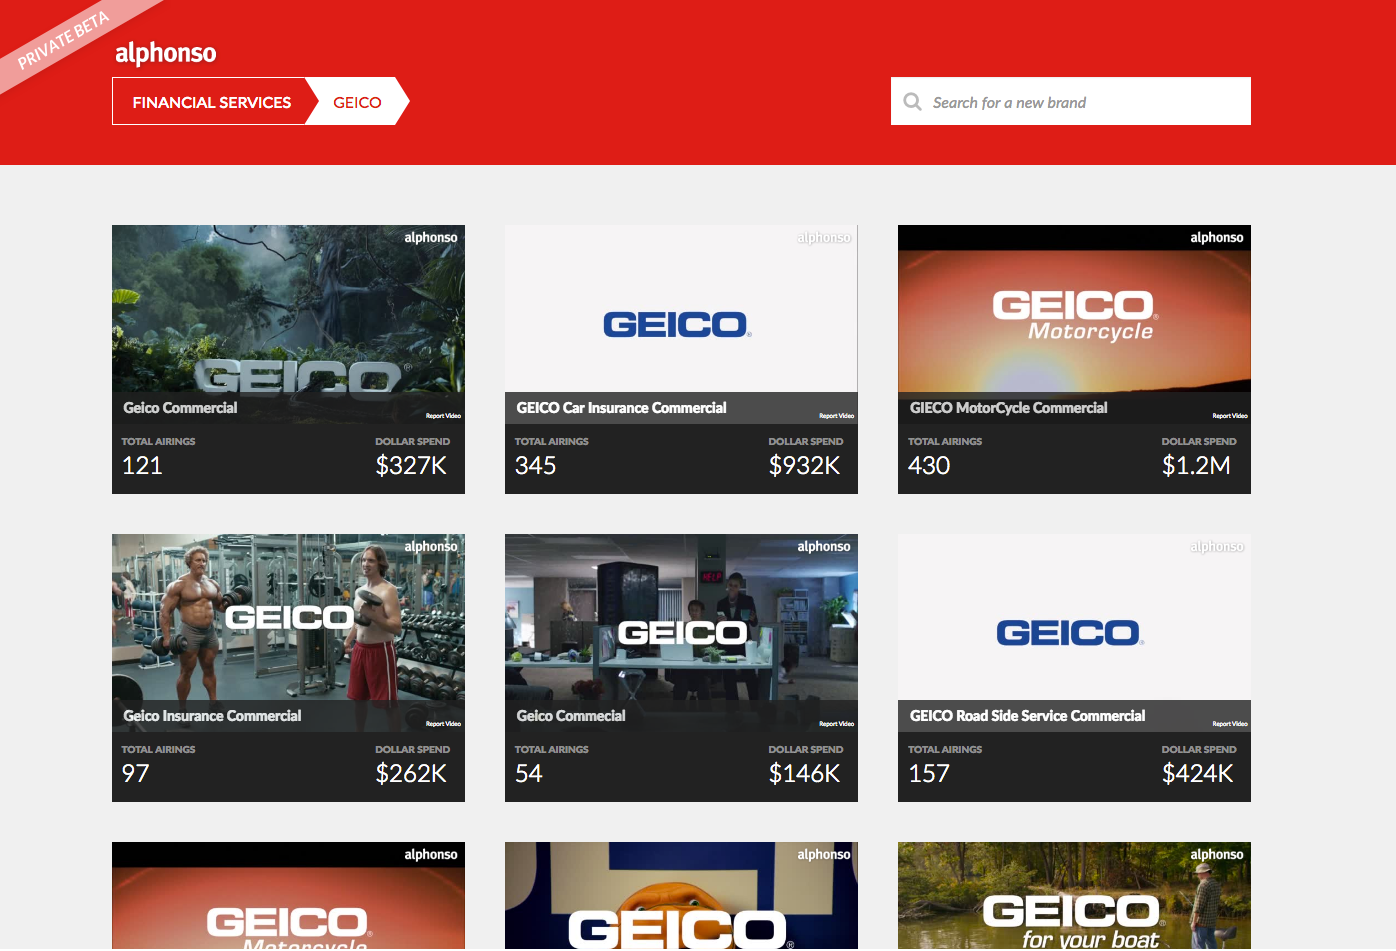 PRIVATE BETA
alphonso
FINANCIAL SERVICES GEICO
Search for a new brand
alphonso
GEICO®
Geico Commercial
Report Video
TOTAL AIRINGS DOLLAR SPEND
121 $327K
alphonso
GEICO®
GEICO Car Insurance Commercial
Report Video
TOTAL AIRINGS DOLLAR SPEND
345 $932K
alphonso
GEICO®
Motorcycle
GIECO MotorCycle Commercial
Report Video
TOTAL AIRINGS DOLLAR SPEND
430 $1.2M
alphonso
GEICO
Geico Insurance Commercial
Report Video
TOTAL AIRINGS DOLLAR SPEND
97 $262K
alphonso
HELP
GEICO
Geico Commecial
Report Video
TOTAL AIRINGS DOLLAR SPEND
54 $146K
alphonso
GEICO®
GEICO Road Side Service Commercial
Report Video
TOTAL AIRINGS DOLLAR SPEND
157 $424K
alphonso
GEICO®
Motorcycle
alphonso
GEICO®
alphonso
GEICO®
for your boat